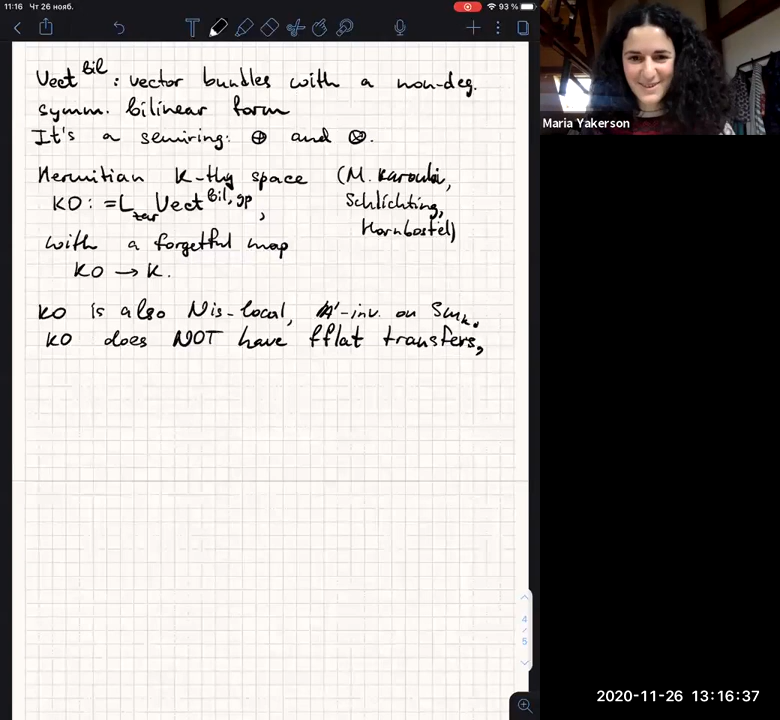 11:16 Чт 26 нояб.
93 %
Vect^Bil : vector bundles with a non-deg.
symm. bilinear form
It's a semiring: ⊕ and ⊗.
Hermitian K-thy space (M. Karoubi,
KO := L_zar Vect^Bil, gp, Schlichting,
Hornbostel)
with a forgetful map
KO → K.
KO is also Nis-local, A¹-inv. on Sm_k.
KO does NOT have fflat transfers,
4
5
Maria Yakerson
2020-11-26 13:16:37